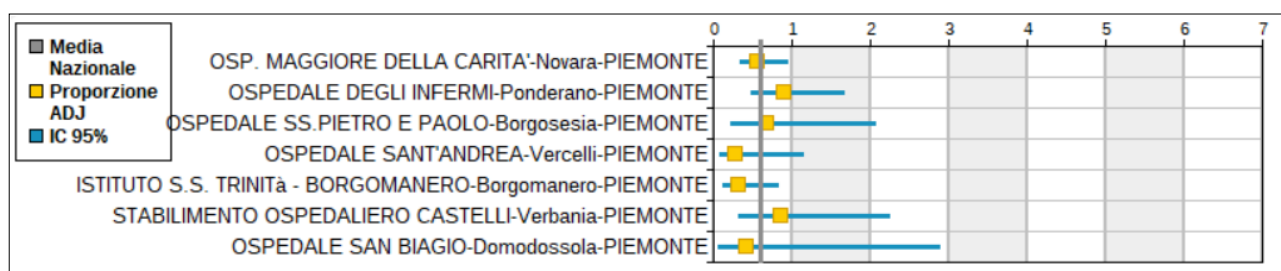 Media
Nazionale
Proporzione
ADJ
IC 95%
0 1 2 3 4 5 6 7
OSP. MAGGIORE DELLA CARITA'-Novara-PIEMONTE
OSPEDALE DEGLI INFERMI-Ponderano-PIEMONTE
OSPEDALE SS.PIETRO E PAOLO-Borgosesia-PIEMONTE
OSPEDALE SANT'ANDREA-Vercelli-PIEMONTE
ISTITUTO S.S. TRINITà - BORGOMANERO-Borgomanero-PIEMONTE
STABILIMENTO OSPEDALIERO CASTELLI-Verbania-PIEMONTE
OSPEDALE SAN BIAGIO-Domodossola-PIEMONTE